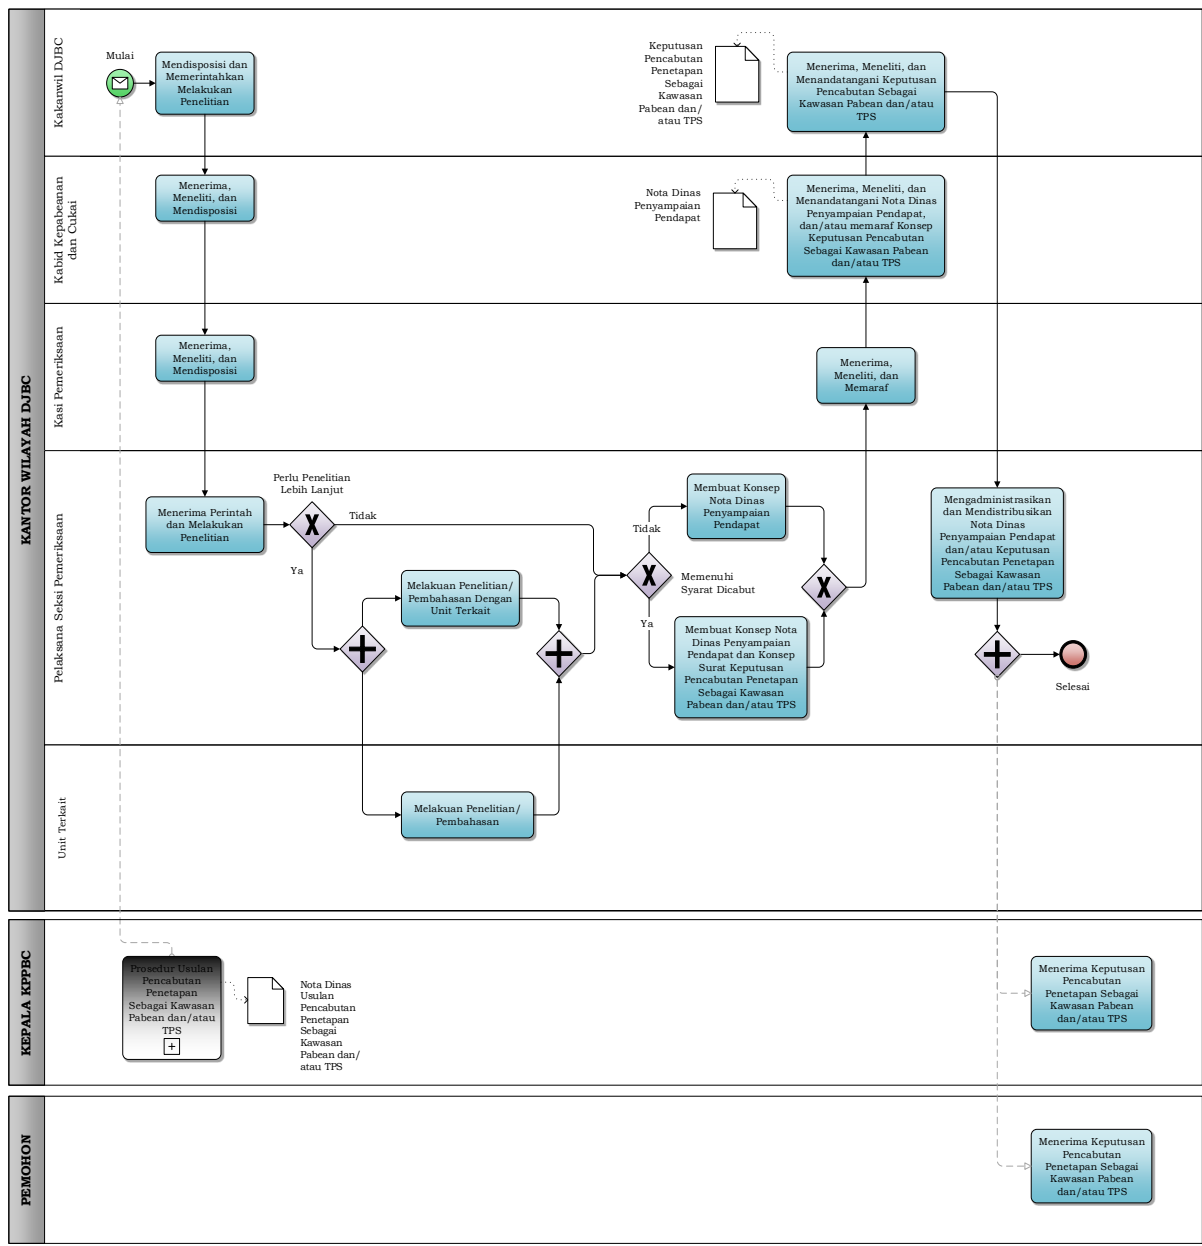 KANTOR WILAYAH DJBC
Kakanwil DJBC
Mulai
Mendisposisi dan
Memerintahkan
Melakukan
Penelitian
Keputusan
Pencabutan
Penetapan
Sebagai
Kawasan
Pabean dan/
atau TPS
Menerima, Meneliti, dan
Menandatangani Keputusan
Pencabutan Sebagai
Kawasan Pabean dan/atau
TPS
Kabid Kepabeanan
dan Cukai
Menerima,
Meneliti, dan
Mendisposisi
Nota Dinas
Penyampaian
Pendapat
Menerima, Meneliti, dan
Menandatangani Nota Dinas
Penyampaian Pendapat,
dan/atau memaraf Konsep
Keputusan Pencabutan
Sebagai Kawasan Pabean
dan/atau TPS
Kasi Pemeriksaan
Menerima,
Meneliti, dan
Mendisposisi
Menerima,
Meneliti, dan
Memaraf
Pelaksana Seksi Pemeriksaan
Menerima Perintah
dan Melakukan
Penelitian
Perlu Penelitian
Lebih Lanjut
Tidak
Ya
Melakuan Penelitian/
Pembahasan Dengan
Unit Terkait
Tidak
Memenuhi
Syarat Dicabut
Ya
Membuat Konsep
Nota Dinas
Penyampaian
Pendapat
Membuat Konsep Nota
Dinas Penyampaian
Pendapat dan Konsep
Surat Keputusan
Pencabutan Penetapan
Sebagai Kawasan
Pabean dan/atau TPS
Mengadministrasikan
dan Mendistribusikan
Nota Dinas
Penyampaian Pendapat
dan/atau Keputusan
Pencabutan Penetapan
Sebagai Kawasan
Pabean dan/atau TPS
Selesai
Unit Terkait
Melakuan Penelitian/
Pembahasan
KEPALA KPPBC
Prosedur Usulan
Pencabutan
Penetapan
Sebagai Kawasan
Pabean dan/atau
TPS
Nota Dinas
Usulan
Pencabutan
Penetapan
Sebagai
Kawasan
Pabean dan/
atau TPS
Menerima Keputusan
Pencabutan
Penetapan Sebagai
Kawasan Pabean
dan/atau TPS
PEMOHON
Menerima Keputusan
Pencabutan
Penetapan Sebagai
Kawasan Pabean
dan/atau TPS